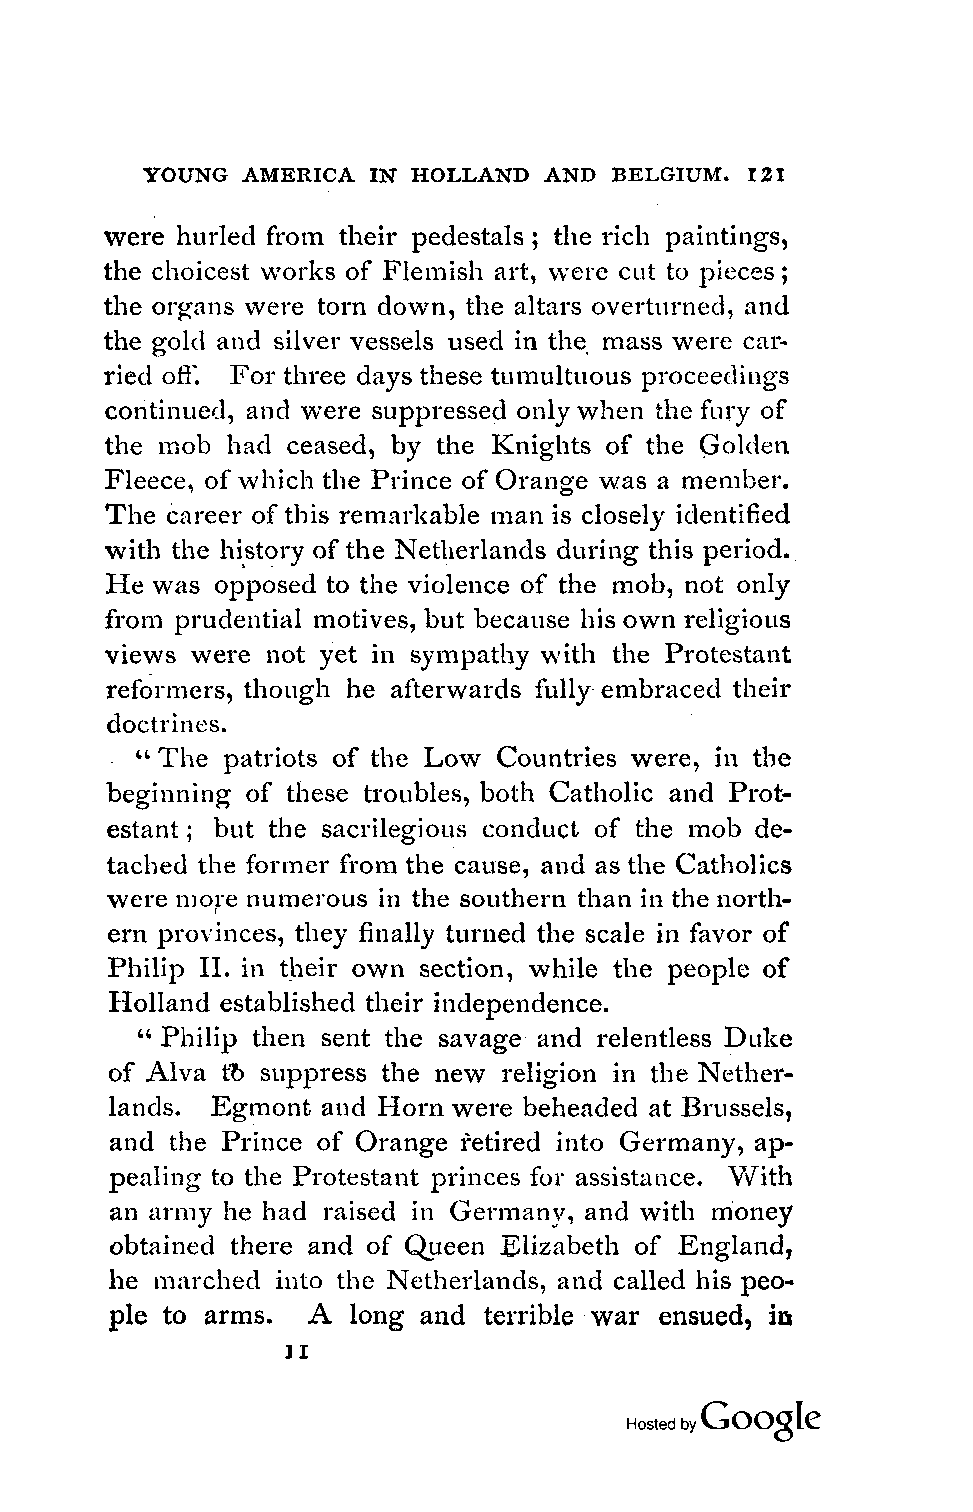 YOUNG AMERICA IN HOLLAND AND BELGIUM. 121
were hurled from their pedestals; the rich paintings,
the choicest works of Flemish art, were cut to pieces;
the organs were torn down, the altars overturned, and
the gold and silver vessels used in the mass were car-
ried off. For three days these tumultuous proceedings
continued, and were suppressed only when the fury of
the mob had ceased, by the Knights of the Golden
Fleece, of which the Prince of Orange was a member.
The career of this remarkable man is closely identified
with the history of the Netherlands during this period.
He was opposed to the violence of the mob, not only
from prudential motives, but because his own religious
views were not yet in sympathy with the Protestant
reformers, though he afterwards fully embraced their
doctrines.
"The patriots of the Low Countries were, in the
beginning of these troubles, both Catholic and Prot-
estant; but the sacrilegious conduct of the mob de-
tached the former from the cause, and as the Catholics
were more numerous in the southern than in the north-
ern provinces, they finally turned the scale in favor of
Philip II. in their own section, while the people of
Holland established their independence.
"Philip then sent the savage and relentless Duke
of Alva to suppress the new religion in the Nether-
lands. Egmont and Horn were beheaded at Brussels,
and the Prince of Orange retired into Germany, ap-
pealing to the Protestant princes for assistance. With
an army he had raised in Germany, and with money
obtained there and of Queen Elizabeth of England,
he marched into the Netherlands, and called his peo-
ple to arms. A long and terrible war ensued, in
11
Hosted by Google